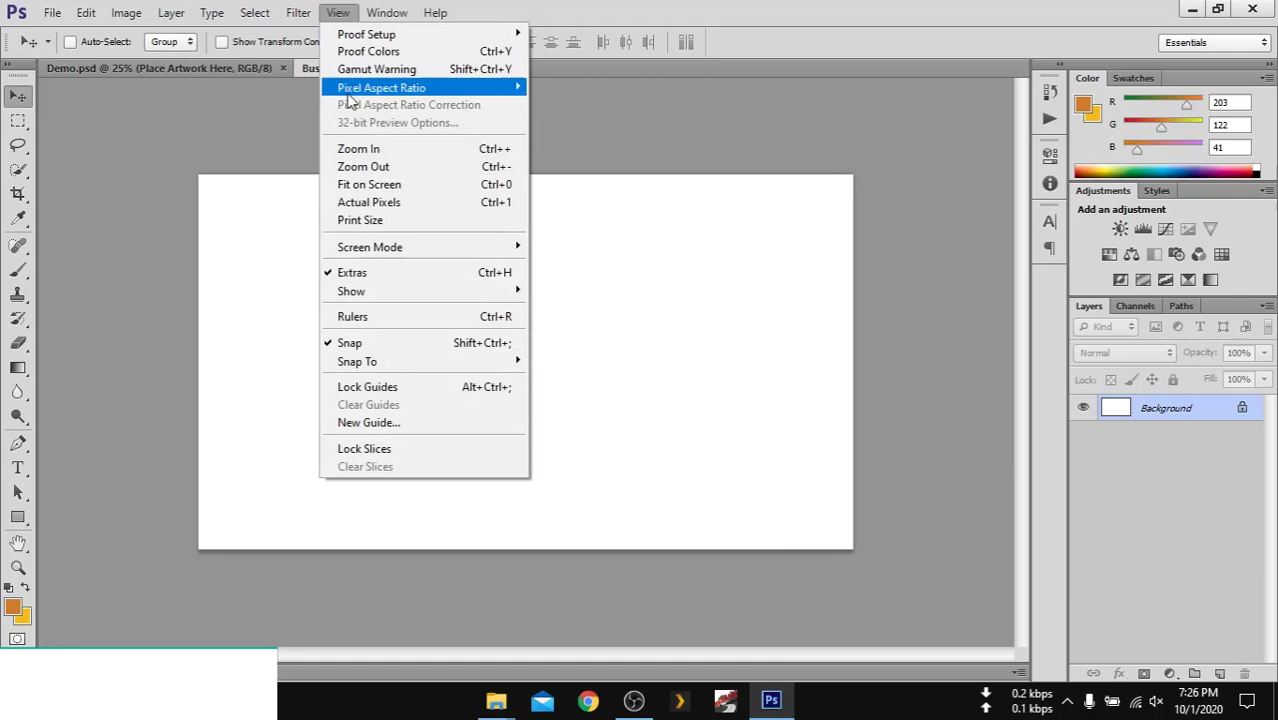 Ps File Edit Image Layer Type Select Filter View Window Help
Auto-Select: Group Show Transform Con Essentials
Demo.psd @ 25% (Place Artwork Here, RGB/8) × Bus
Proof Setup
Proof Colors Ctrl+Y
Gamut Warning Shift+Ctrl+Y
Pixel Aspect Ratio
Pixel Aspect Ratio Correction
32-bit Preview Options...
Zoom In Ctrl++
Zoom Out Ctrl+-
Fit on Screen Ctrl+0
Actual Pixels Ctrl+1
Print Size
Screen Mode
Extras Ctrl+H
Show
Rulers Ctrl+R
Snap Shift+Ctrl+;
Snap To
Lock Guides Alt+Ctrl+;
Clear Guides
New Guide...
Lock Slices
Clear Slices
Color Swatches
R 203
G 122
B 41
Adjustments Styles
Add an adjustment
Layers Channels Paths
Kind
Normal Opacity: 100%
Lock: Fill: 100%
Background
Ps
0.2 kbps
0.1 kbps
7:26 PM
10/1/2020